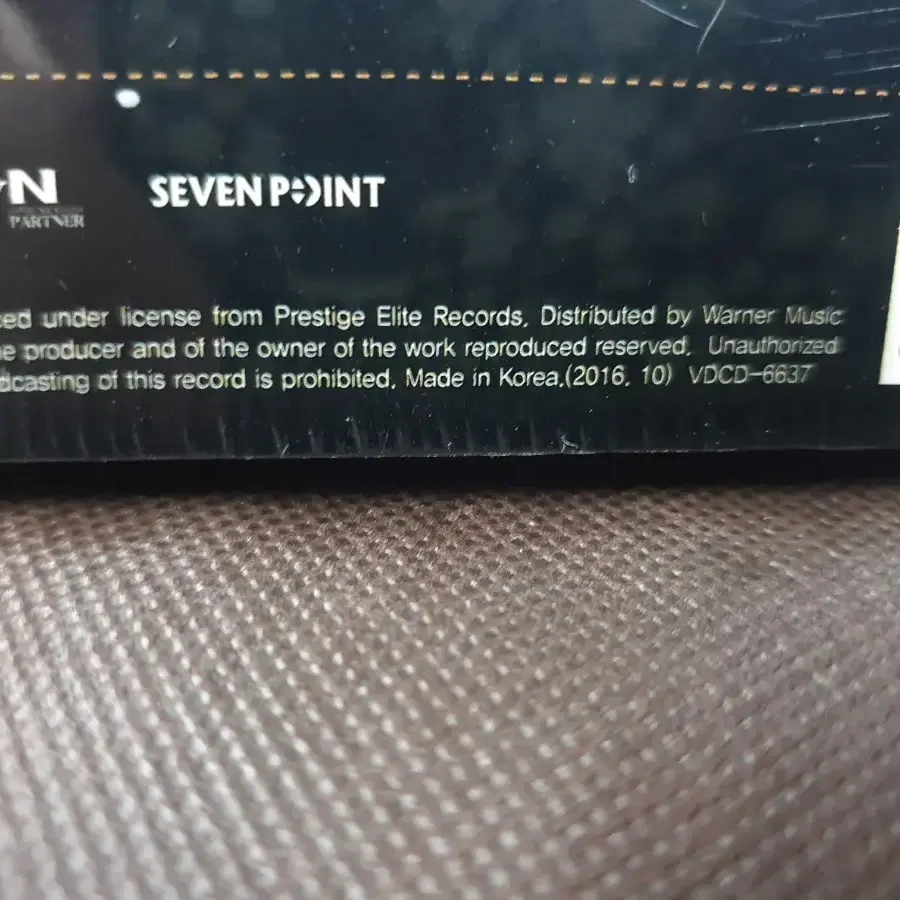 N
PARTNER
SEVEN POINT
ced under license from Prestige Elite Records. Distributed by Warner Music
e producer and of the owner of the work reproduced reserved. Unauthorized
dcasting of this record is prohibited. Made in Korea.(2016. 10) VDCD-6637